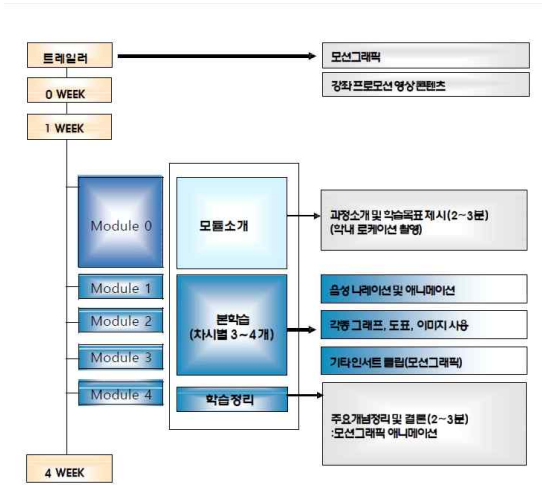 트레일러
모션그래픽
0 WEEK
강좌 프로모션 영상 콘텐츠
1 WEEK
Module 0
모듈소개
과정소개 및 학습목표 제시(2~3분)
(학내 로케이션 촬영)
Module 1
음성 나레이션 및 애니메이션
본학습
(차시별 3~4개)
Module 2
각종 그래프, 도표, 이미지 사용
Module 3
기타 인서트 클립(모션그래픽)
Module 4
학습정리
주요개념정리 및 결론(2~3분)
:모션그래픽 애니메이션
4 WEEK